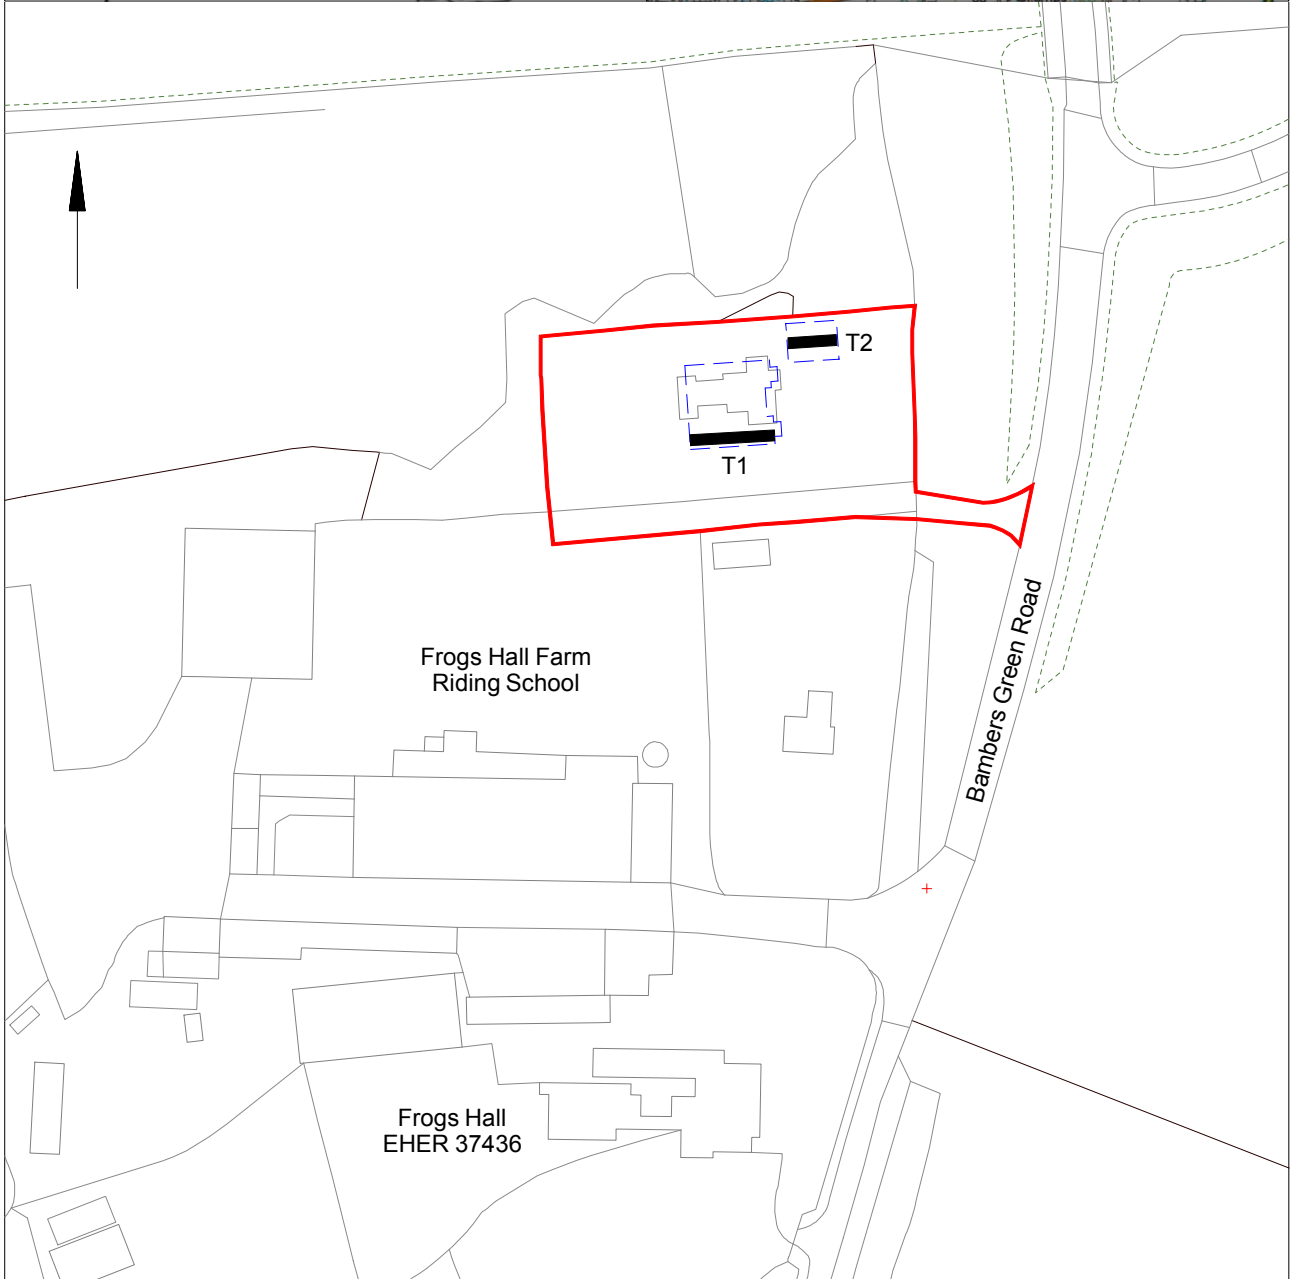 T2
T1
Frogs Hall Farm
Riding School
Bambers Green Road
Frogs Hall
EHER 37436